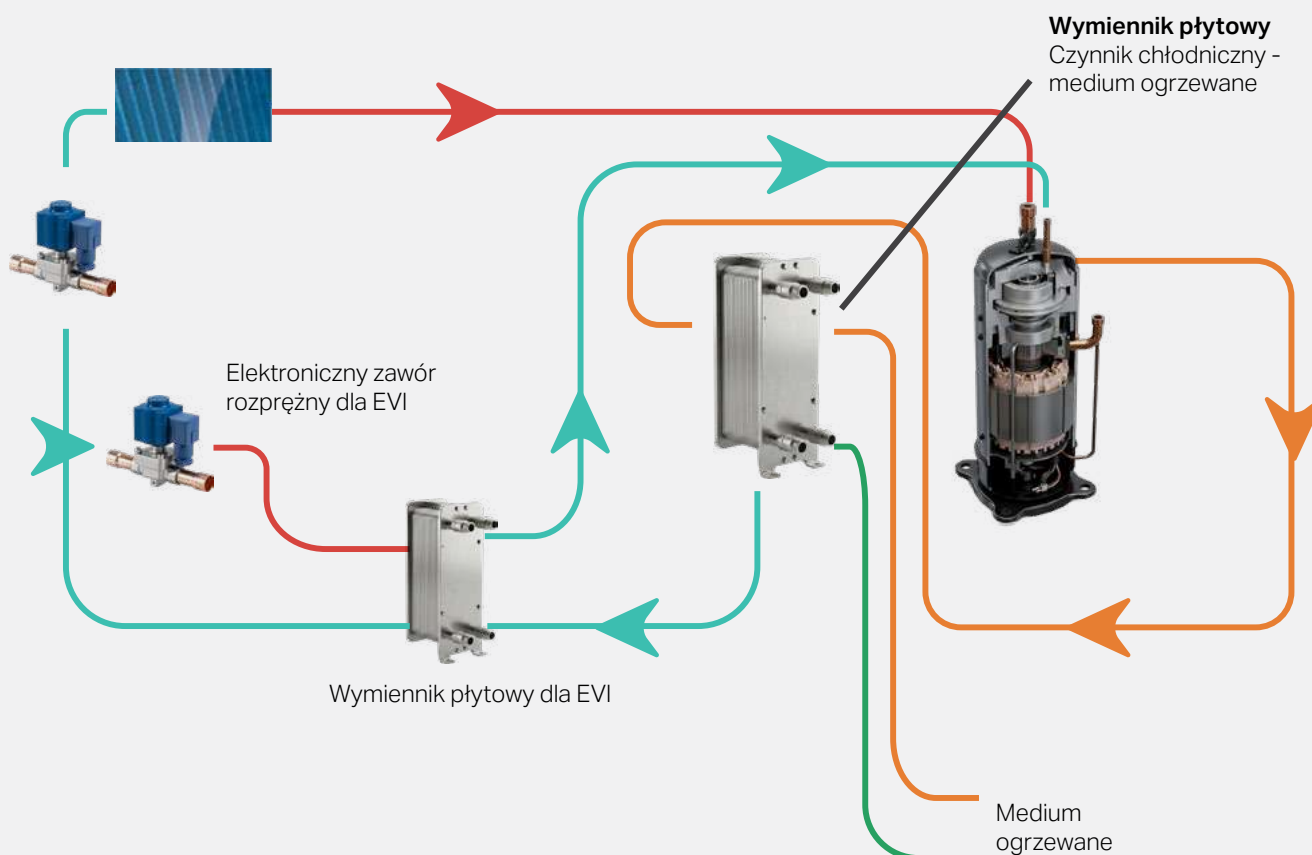 Wymiennik płytowy
Czynnik chłodniczy -
medium ogrzewane
Elektroniczny zawór
rozprężny dla EVI
Wymiennik płytowy dla EVI
Medium
ogrzewane